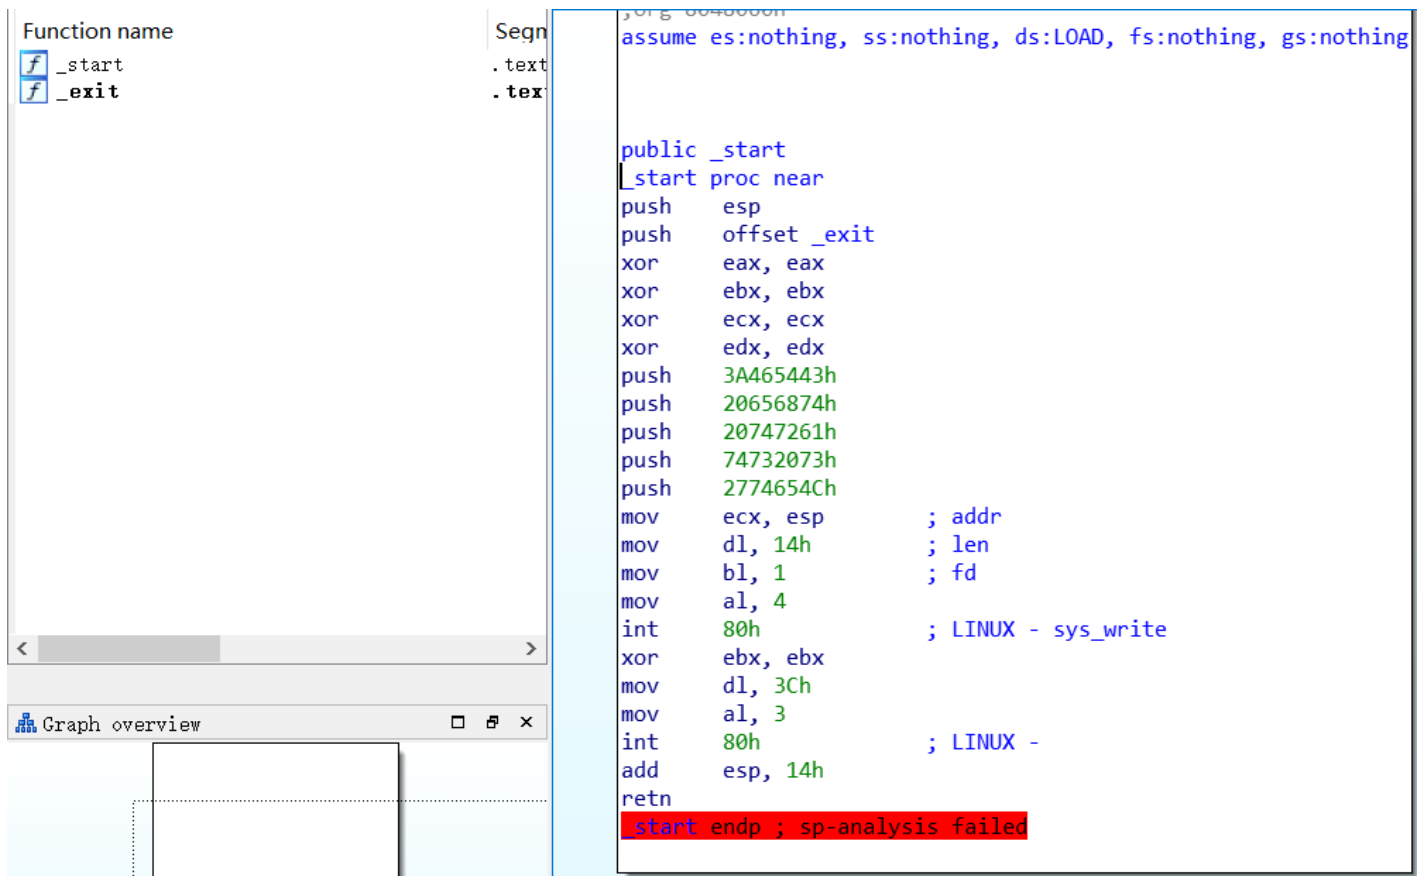 Function name Segm
f _start .text
f _exit .tex
Graph overview
;org 8048000h
assume es:nothing, ss:nothing, ds:LOAD, fs:nothing, gs:nothing
public _start
_start proc near
push esp
push offset _exit
xor eax, eax
xor ebx, ebx
xor ecx, ecx
xor edx, edx
push 3A465443h
push 20656874h
push 20747261h
push 74732073h
push 2774654Ch
mov ecx, esp ; addr
mov dl, 14h ; len
mov bl, 1 ; fd
mov al, 4
int 80h ; LINUX - sys_write
xor ebx, ebx
mov dl, 3Ch
mov al, 3
int 80h ; LINUX -
add esp, 14h
retn
_start endp ; sp-analysis failed